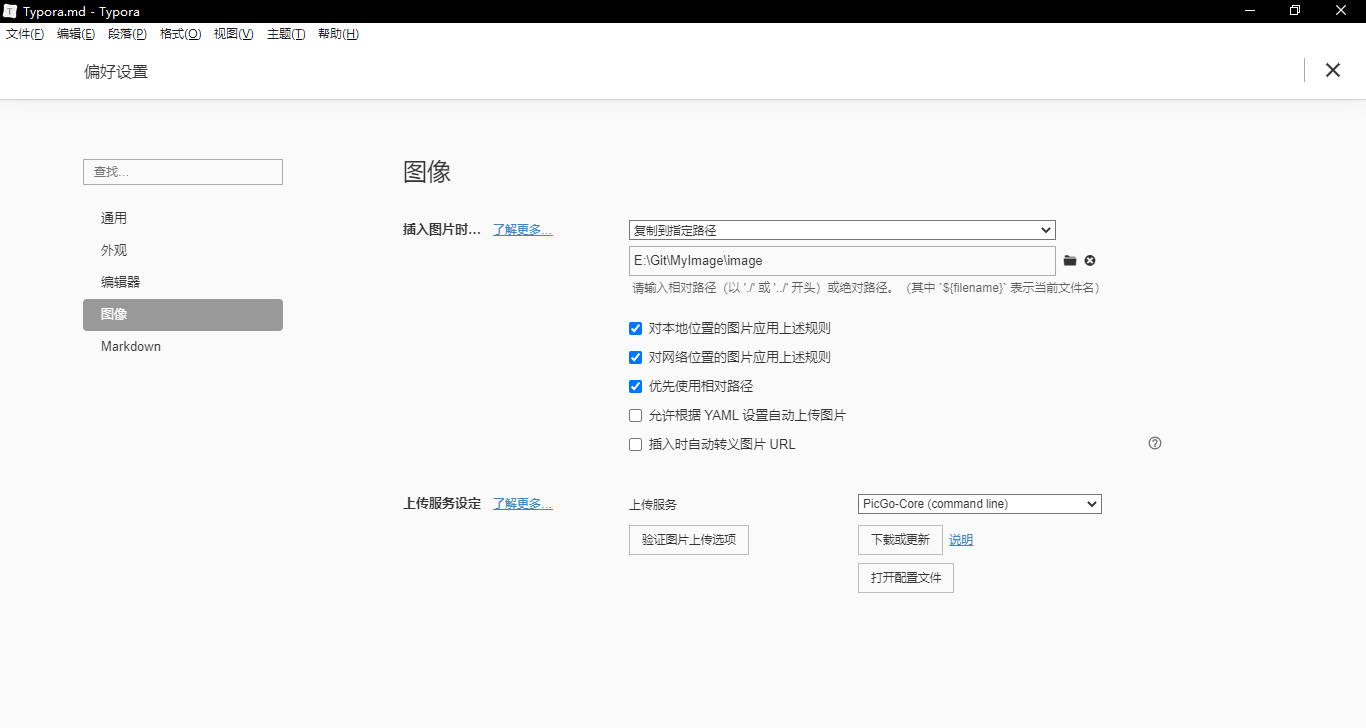 Typora.md - Typora
文件(F) 编辑(E) 段落(P) 格式(O) 视图(V) 主题(T) 帮助(H)
偏好设置
查找...
通用
外观
编辑器
图像
Markdown
图像
插入图片时... 了解更多...
复制到指定路径
E:\Git\MyImage\image
请输入相对路径（以 './' 或 '../' 开头）或绝对路径。（其中 `${filename}` 表示当前文件名）
对本地位置的图片应用上述规则
对网络位置的图片应用上述规则
优先使用相对路径
允许根据 YAML 设置自动上传图片
插入时自动转义图片 URL
上传服务设定 了解更多...
上传服务 PicGo-Core (command line)
验证图片上传选项 下载或更新 说明
打开配置文件